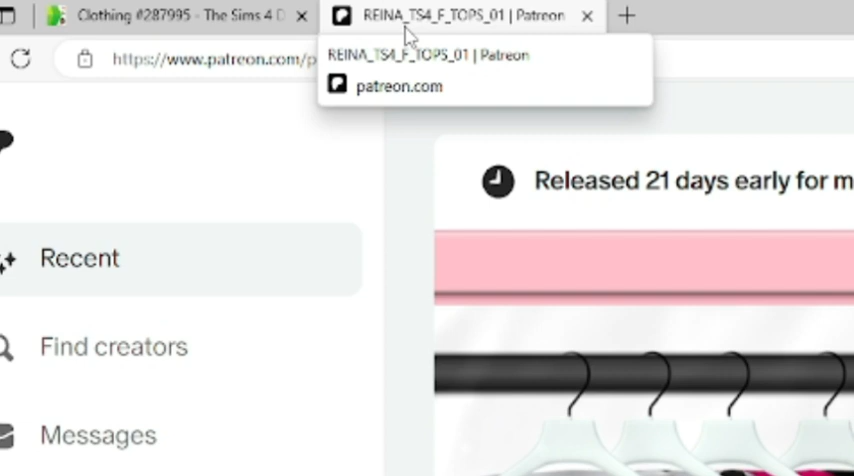 Clothing #287995 - The Sims 4 D
REINA_TS4_F_TOPS_01 | Patreon
https://www.patreon.com/p
REINA_TS4_F_TOPS_01 | Patreon
patreon.com
Released 21 days early for m
Recent
Find creators
Messages